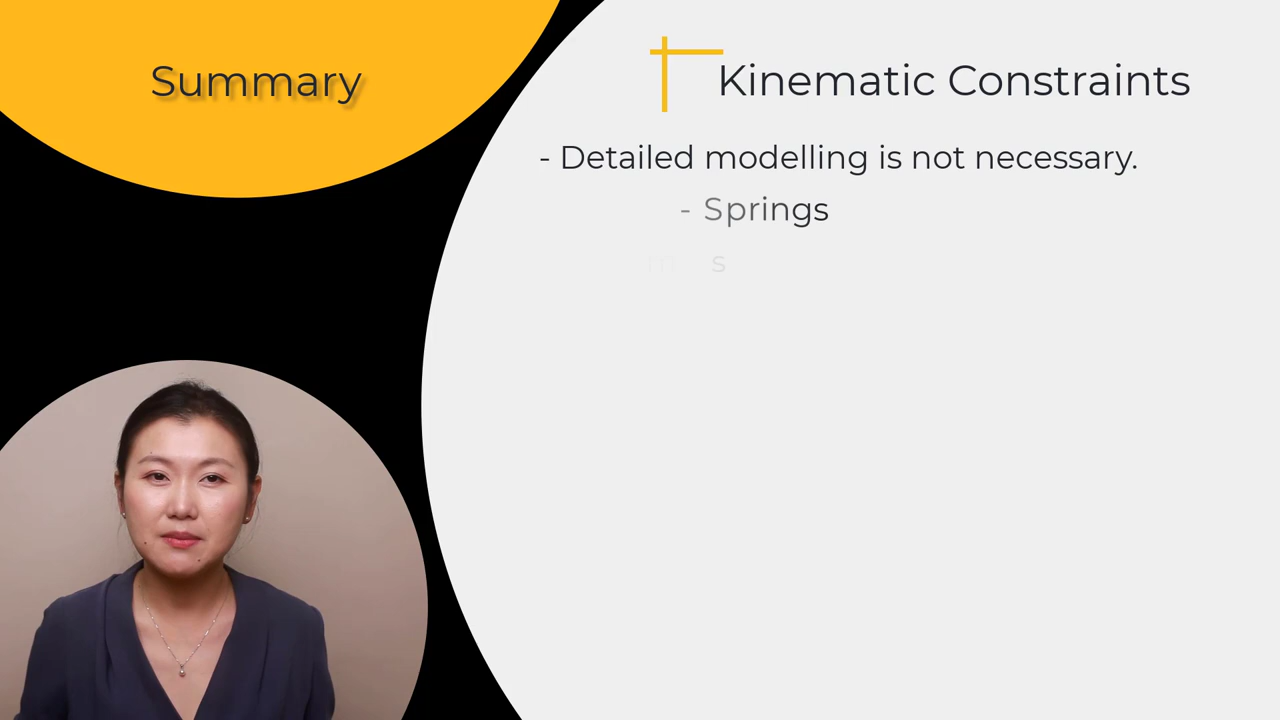 Summary
Kinematic Constraints
- Detailed modelling is not necessary.
- Springs